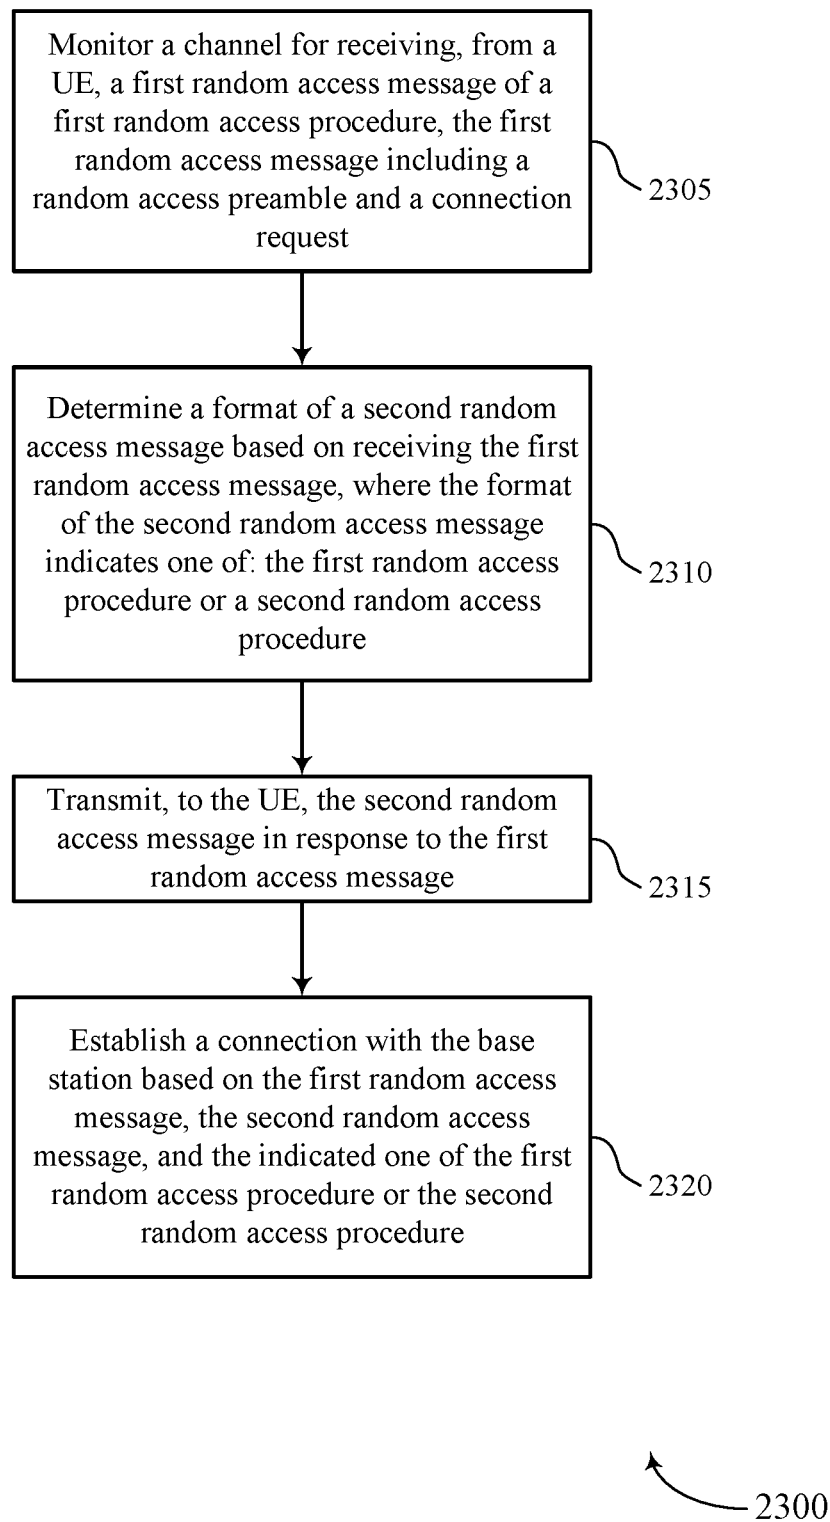 Monitor a channel for receiving, from a
UE, a first random access message of a
first random access procedure, the first
random access message including a
random access preamble and a connection
request
2305
Determine a format of a second random
access message based on receiving the first
random access message, where the format
of the second random access message
indicates one of: the first random access
procedure or a second random access
procedure
2310
Transmit, to the UE, the second random
access message in response to the first
random access message
2315
Establish a connection with the base
station based on the first random access
message, the second random access
message, and the indicated one of the first
random access procedure or the second
random access procedure
2320
2300